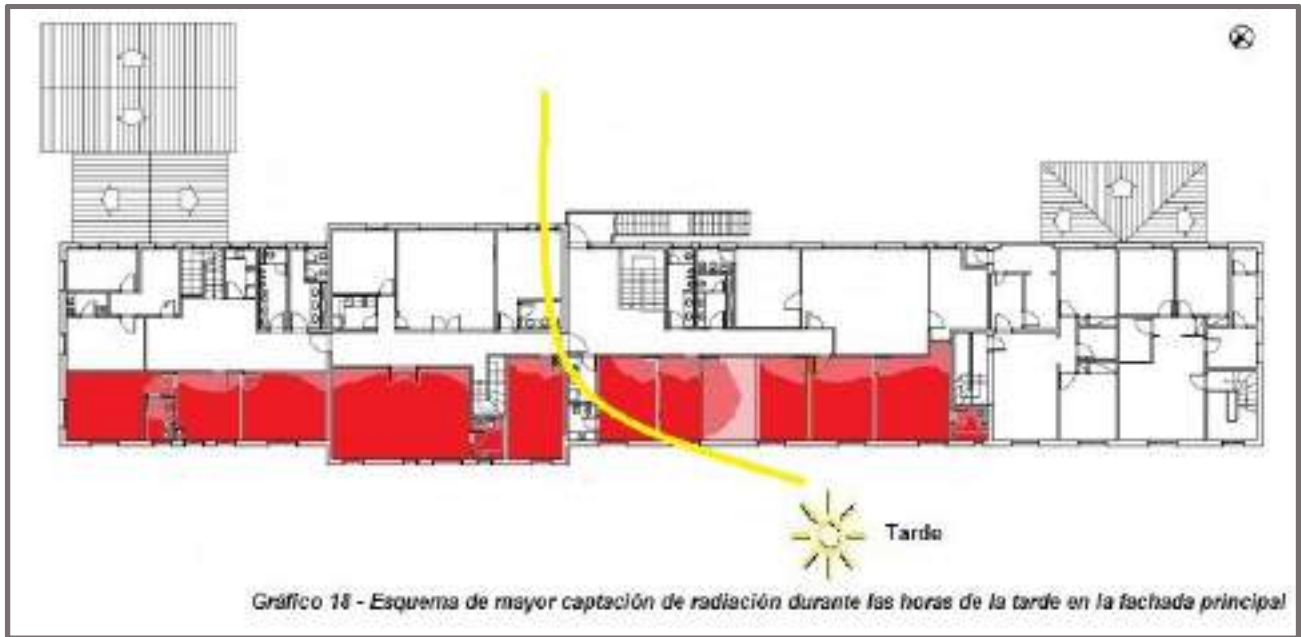 Tarde
Gráfico 18 - Esquema de mayor captación de radiación durante las horas de la tarde en la fachada principal